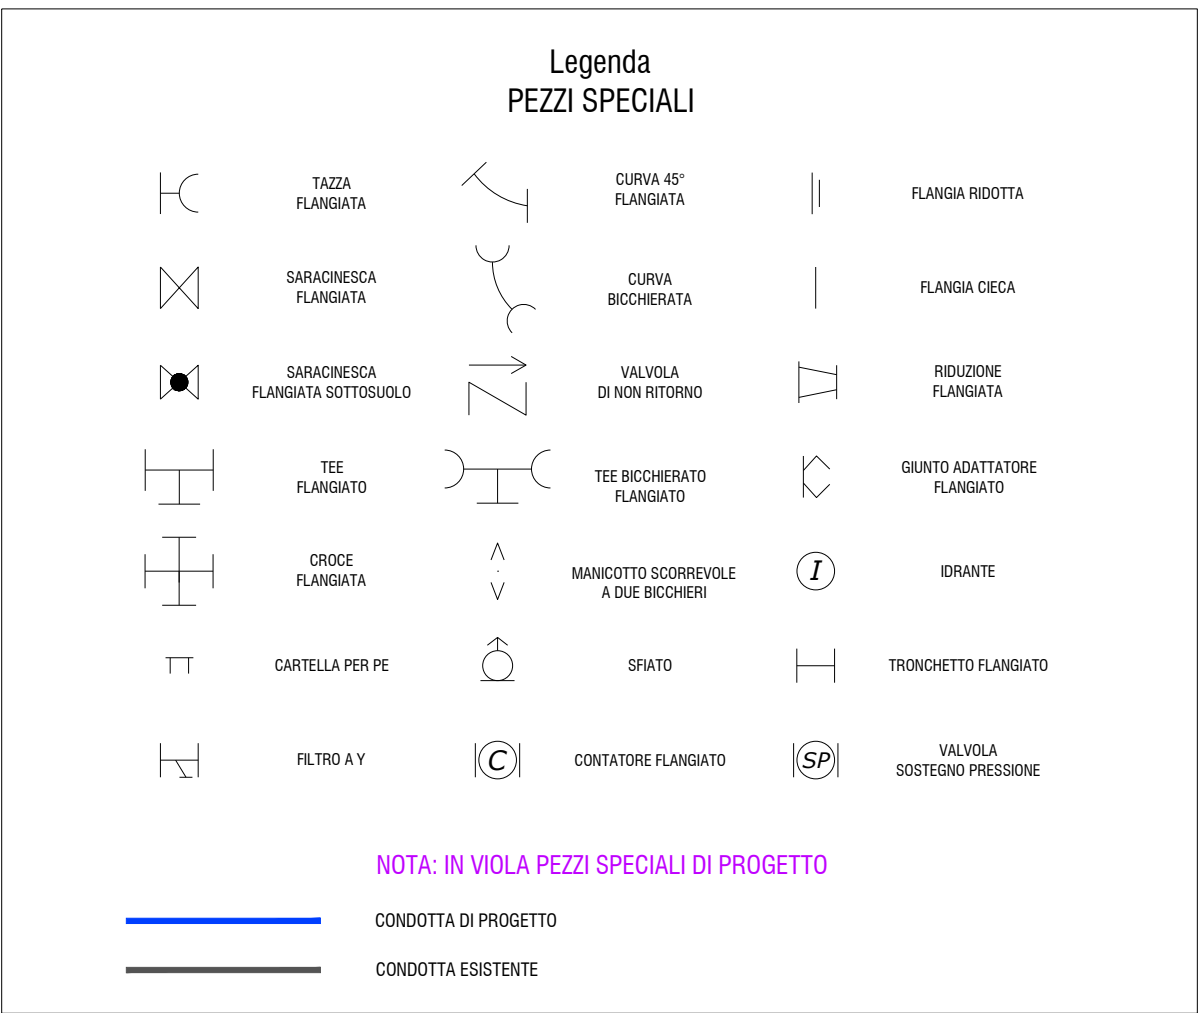 Legenda
PEZZI SPECIALI
TAZZA
FLANGIATA
CURVA 45°
FLANGIATA
FLANGIA RIDOTTA
SARACINESCA
FLANGIATA
CURVA
BICCHIERATA
FLANGIA CIECA
SARACINESCA
FLANGIATA SOTTOSUOLO
VALVOLA
DI NON RITORNO
RIDUZIONE
FLANGIATA
TEE
FLANGIATO
TEE BICCHIERATO
FLANGIATO
GIUNTO ADATTATORE
FLANGIATO
CROCE
FLANGIATA
MANICOTTO SCORREVOLE
A DUE BICCHIERI
I
IDRANTE
CARTELLA PER PE
SFIATO
TRONCHETTO FLANGIATO
FILTRO A Y
C
CONTATORE FLANGIATO
SP
VALVOLA
SOSTEGNO PRESSIONE
NOTA: IN VIOLA PEZZI SPECIALI DI PROGETTO
CONDOTTA DI PROGETTO
CONDOTTA ESISTENTE